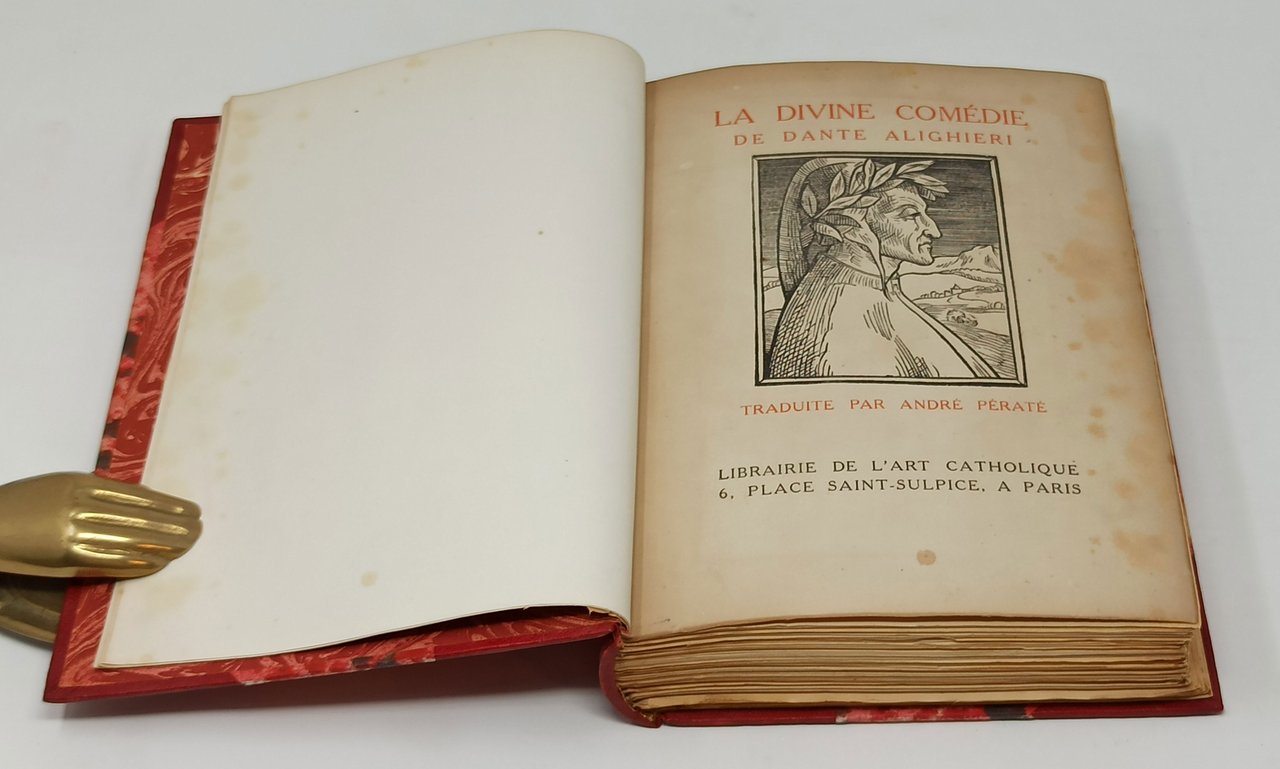 LA DIVINE COMÉDIE
DE DANTE ALIGHIERI
TRADUITE PAR ANDRÉ PÉRATÉ
LIBRAIRIE DE L'ART CATHOLIQUE
6, PLACE SAINT-SULPICE, A PARIS